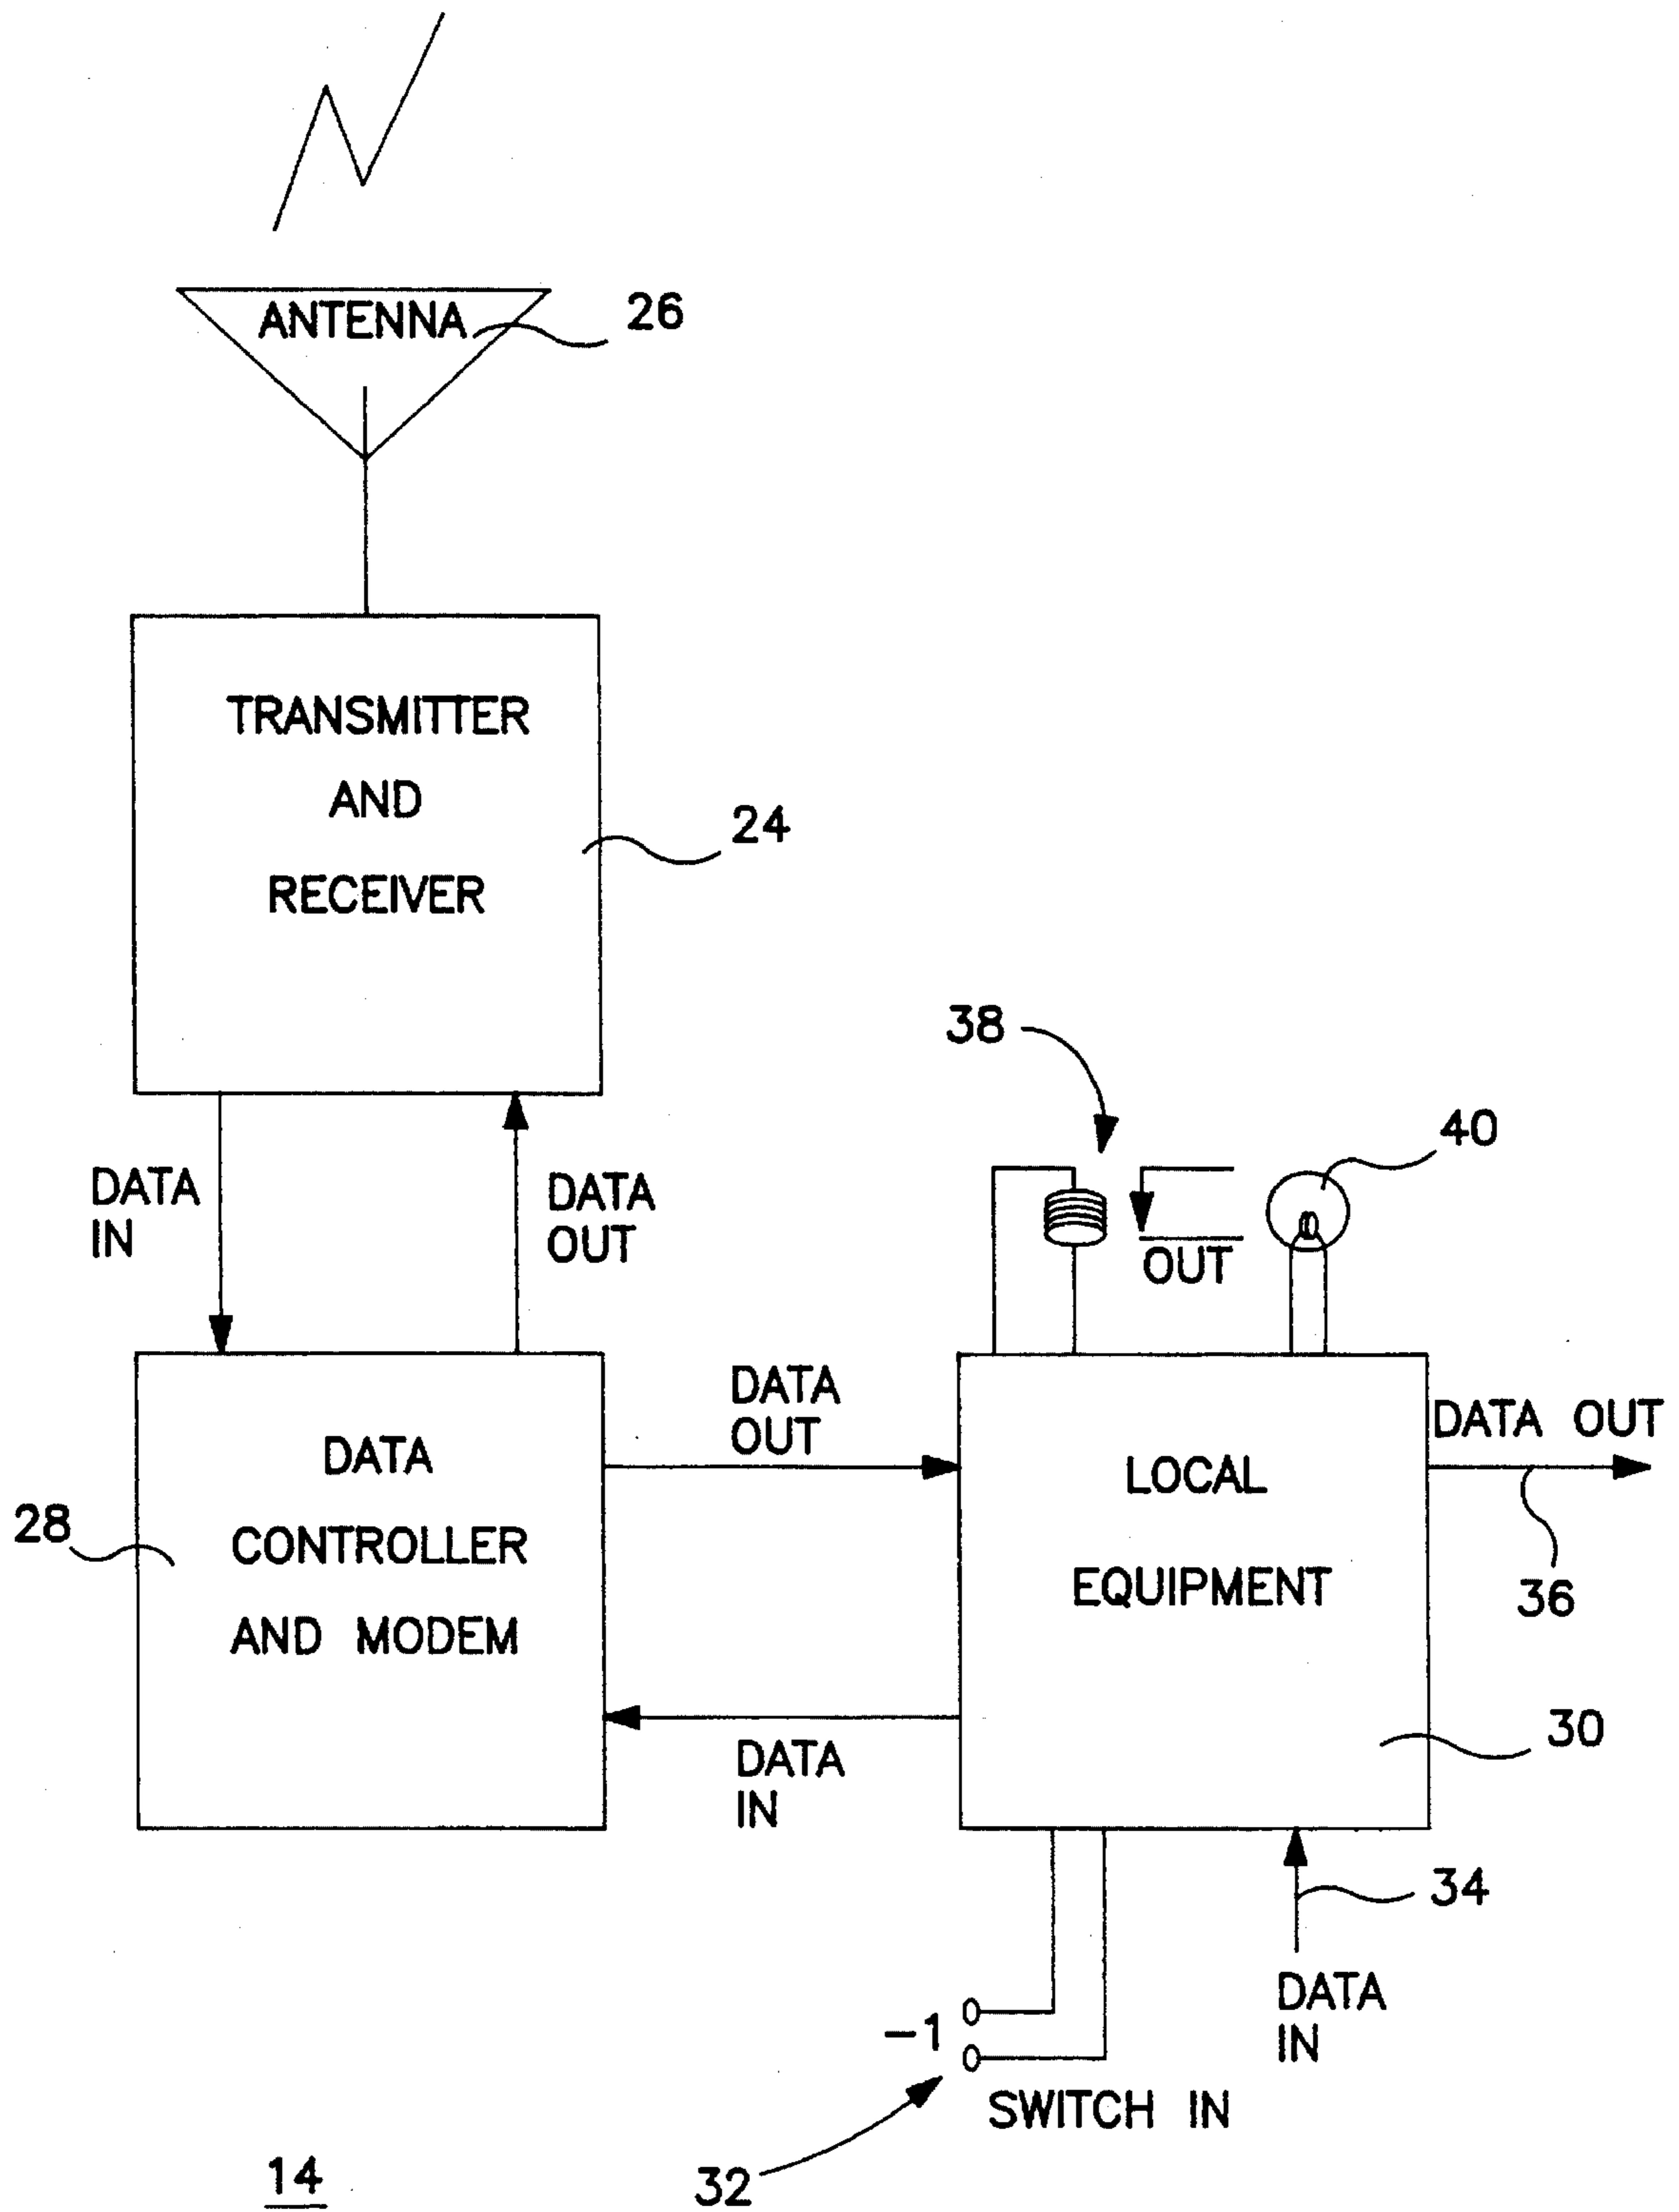 ANTENNA
26
TRANSMITTER
AND
RECEIVER
24
DATA
IN
DATA
OUT
38
OUT
40
DATA
CONTROLLER
AND MODEM
28
DATA
OUT
DATA
IN
LOCAL
EQUIPMENT
DATA OUT
36
30
34
DATA
IN
-1
SWITCH IN
32
14